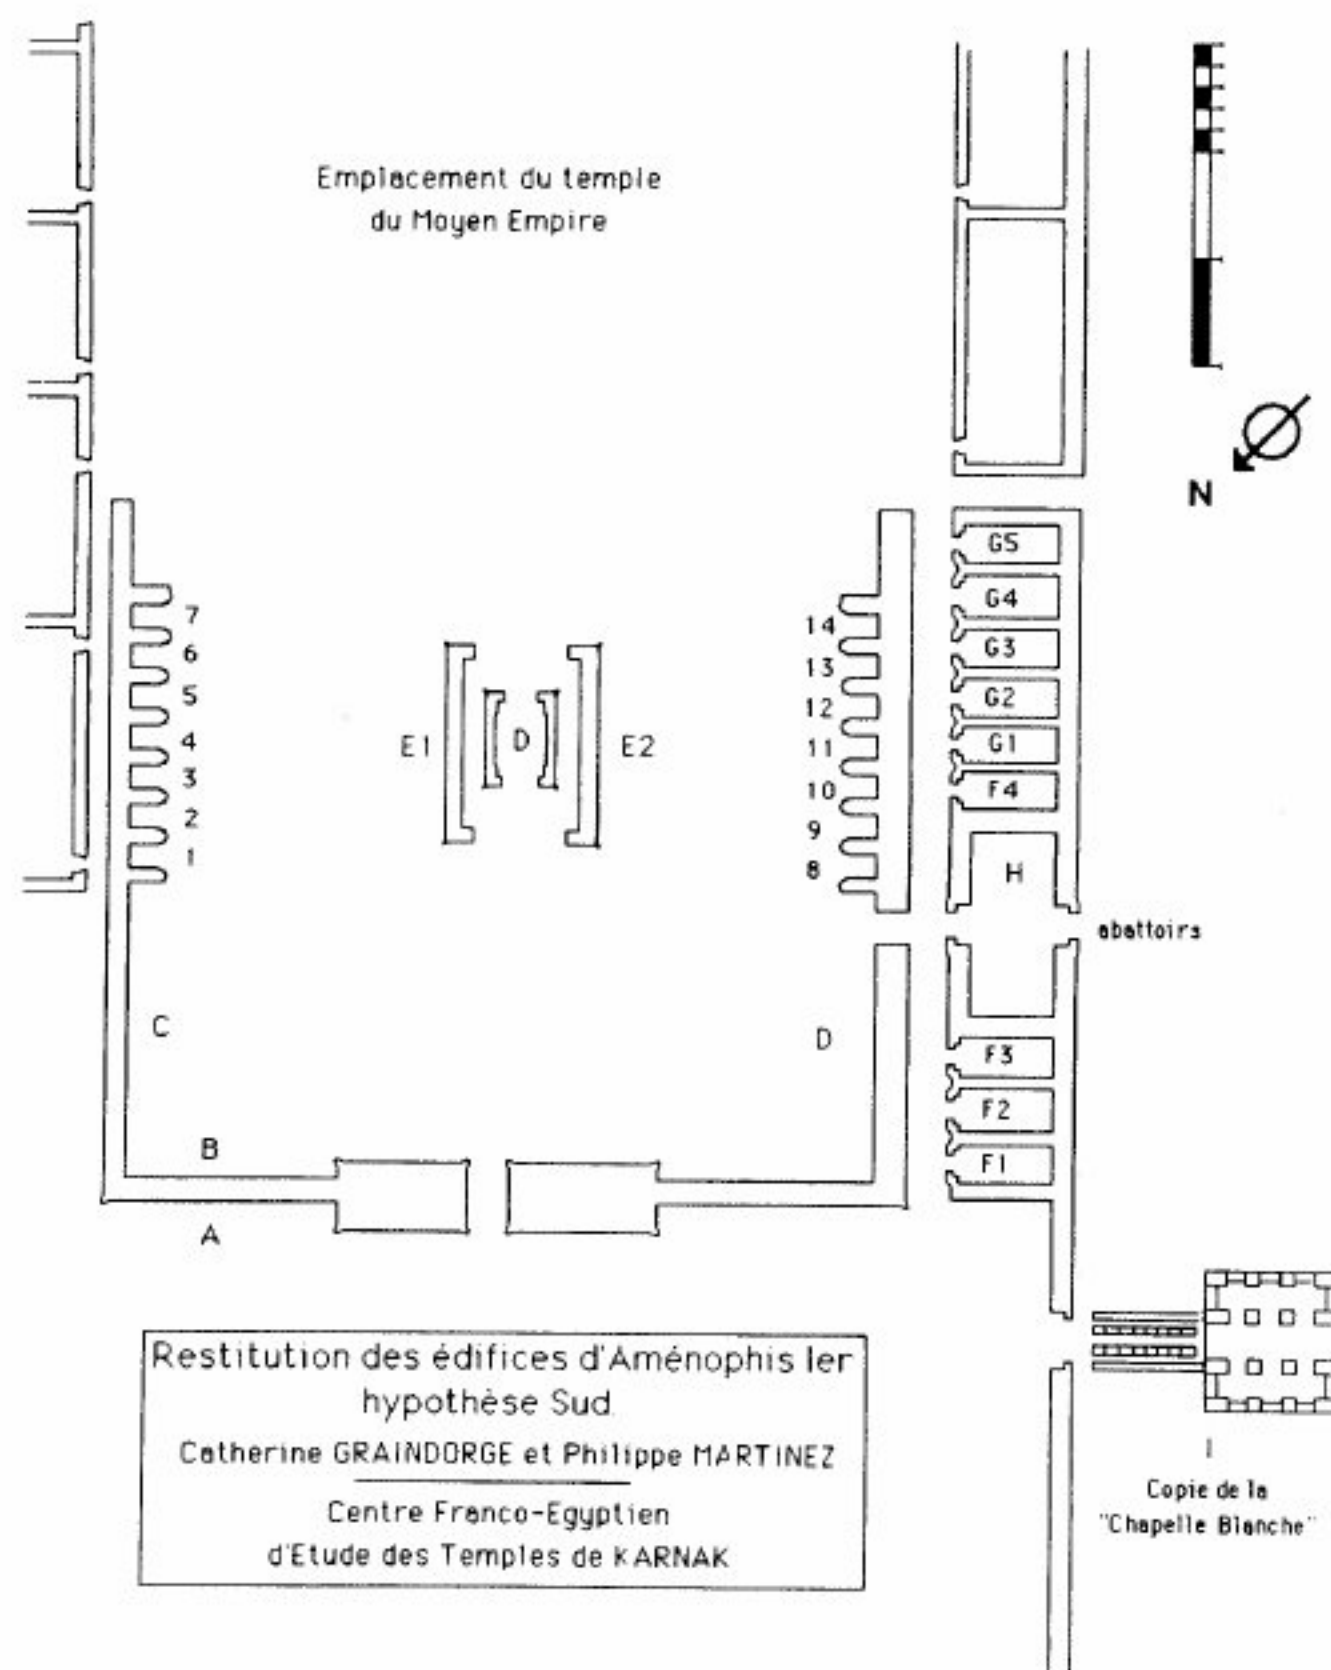 Emplacement du temple
du Moyen Empire
N
G5
G4
G3
G2
G1
F4
H
abattoirs
F3
F2
F1
7
6
5
4
3
2
1
14
13
12
11
10
9
8
E1
D
E2
C
D
B
A
Restitution des édifices d'Aménophis Ier
hypothèse Sud.
Catherine GRAINDORGE et Philippe MARTINEZ
Centre Franco-Egyptien
d'Etude des Temples de KARNAK
I
Copie de la
"Chapelle Blanche"